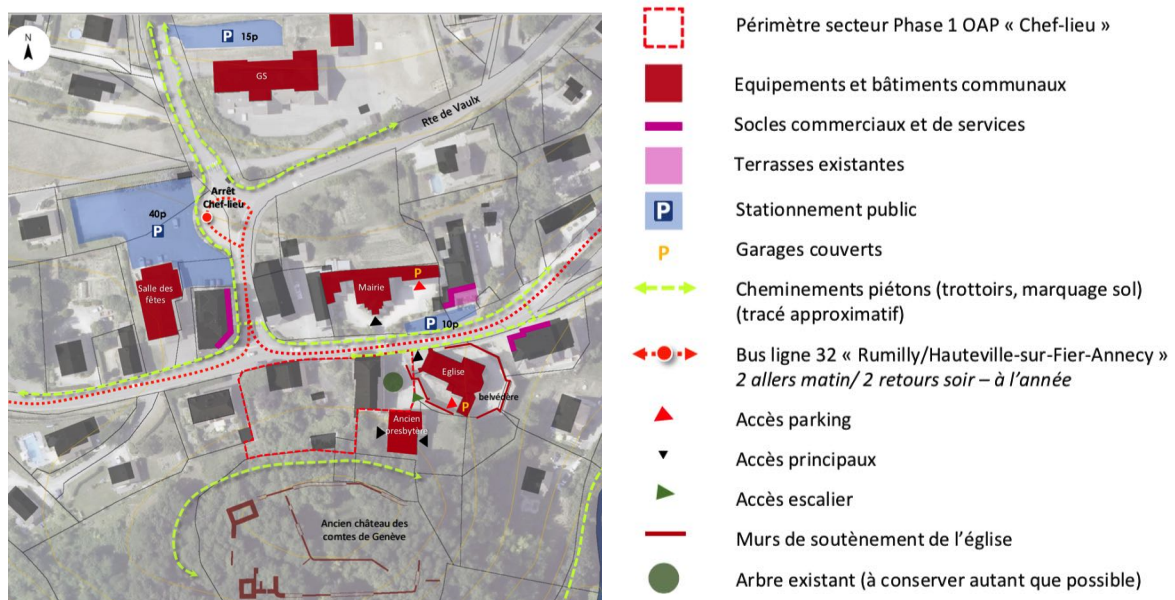 N
P 15p
GS
Rte de Vaulx
Arrêt
Chef-lieu
40p
P
Salle des
fêtes
Mairie
P
P 10p
Eglise
belvédère
P
Ancien
presbytère
Ancien château des
comtes de Genève
Périmètre secteur Phase 1 OAP « Chef-lieu »
Equipements et bâtiments communaux
Socles commerciaux et de services
Terrasses existantes
P Stationnement public
P Garages couverts
Cheminements piétons (trottoirs, marquage sol)
(tracé approximatif)
Bus ligne 32 « Rumilly/Hauteville-sur-Fier-Annecy »
2 allers matin/ 2 retours soir – à l’année
Accès parking
Accès principaux
Accès escalier
Murs de soutènement de l’église
Arbre existant (à conserver autant que possible)